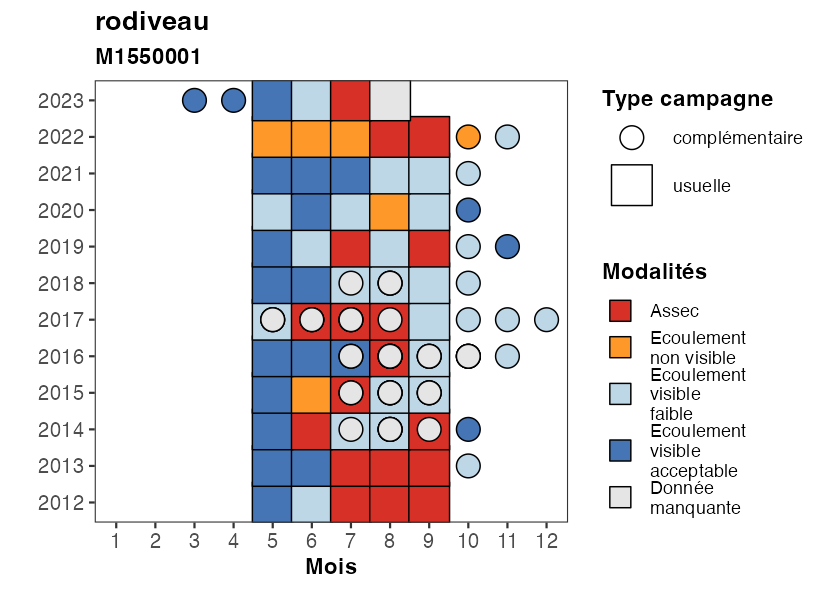 rodiveau
M1550001
2023
2022
2021
2020
2019
2018
2017
2016
2015
2014
2013
2012
1 2 3 4 5 6 7 8 9 10 11 12
Mois
Type campagne
complémentaire
usuelle
Modalités
Assec
Ecoulement
non visible
Ecoulement
visible
faible
Ecoulement
visible
acceptable
Donnée
manquante